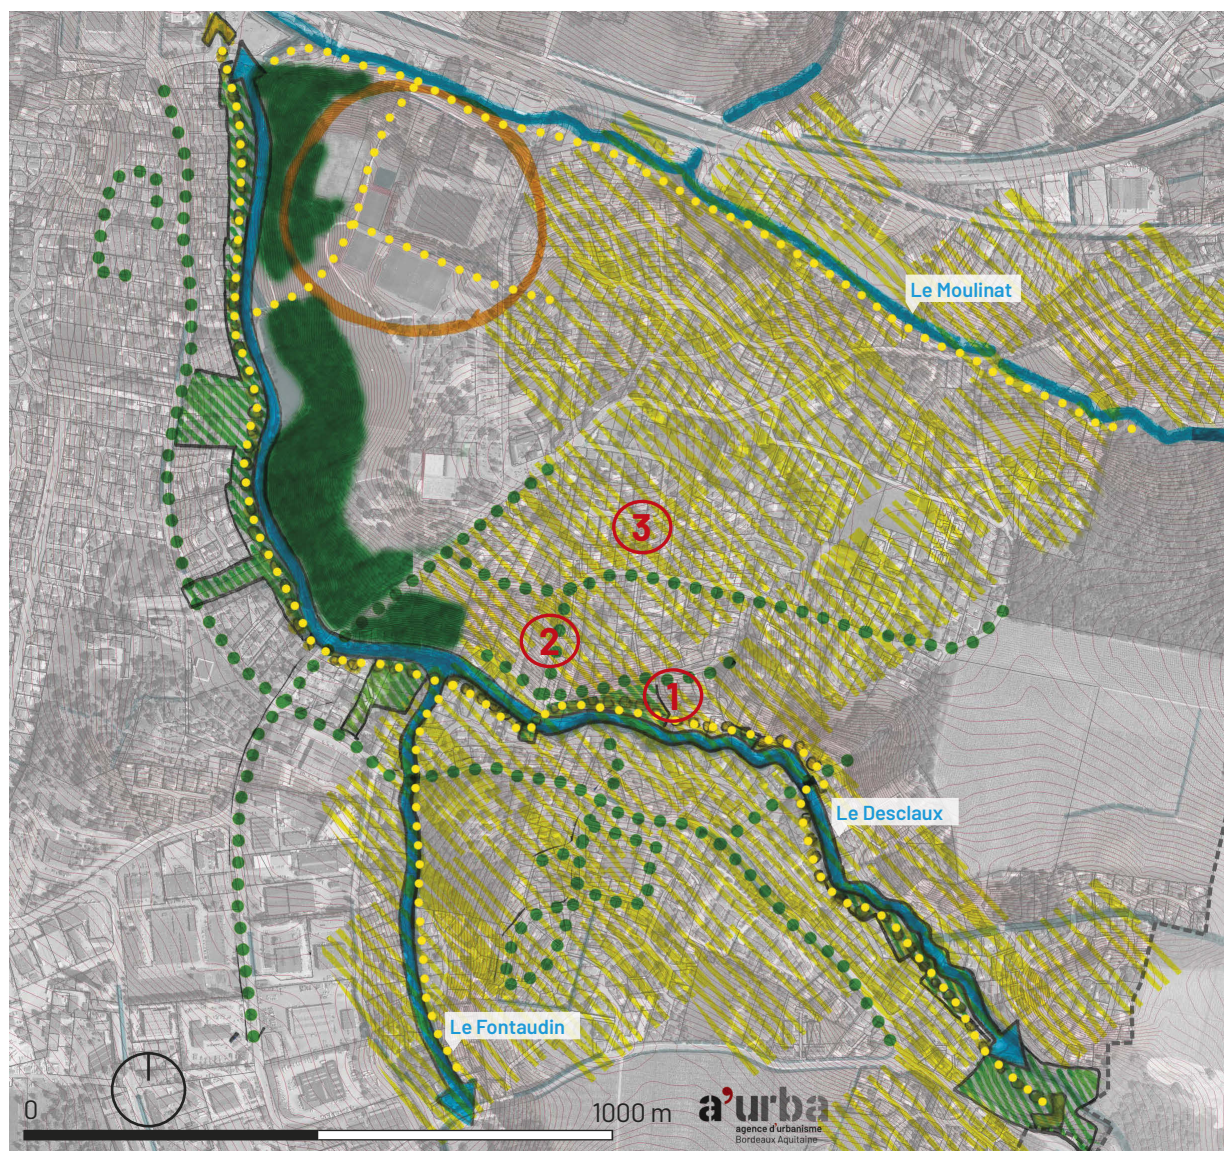 Le Moulinat
3
2
1
Le Desclaux
Le Fontaudin
0
1000 m
a'urba
agence d'urbanisme
Bordeaux Aquitaine